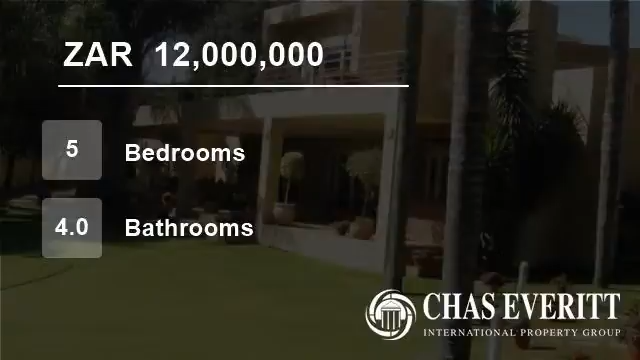 ZAR 12,000,000
5 Bedrooms
4.0 Bathrooms
CHAS EVERITT
INTERNATIONAL PROPERTY GROUP